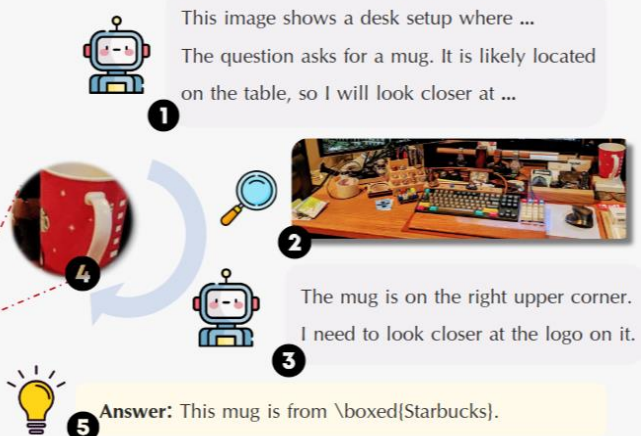 This image shows a desk setup where ...
The question asks for a mug. It is likely located
on the table, so I will look closer at ...
1
2
4
The mug is on the right upper corner.
I need to look closer at the logo on it.
3
5
Answer: This mug is from \boxed{Starbucks}.